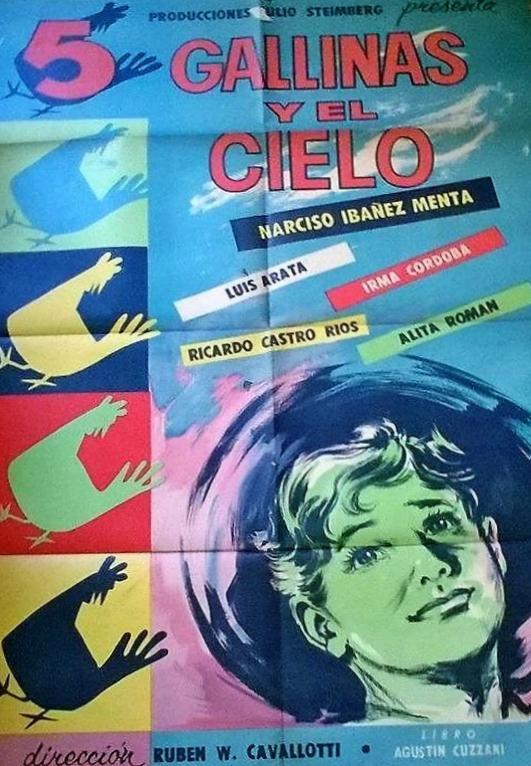 PRODUCCIONES JULIO STEIMBERG presenta
5 GALLINAS
Y EL
CIELO
NARCISO IBAÑEZ MENTA
LUIS ARATA
IRMA CORDOBA
RICARDO CASTRO RIOS
ALITA ROMAN
dirección RUBEN W. CAVALLOTTI •
LIBRO
AGUSTIN CUZZANI